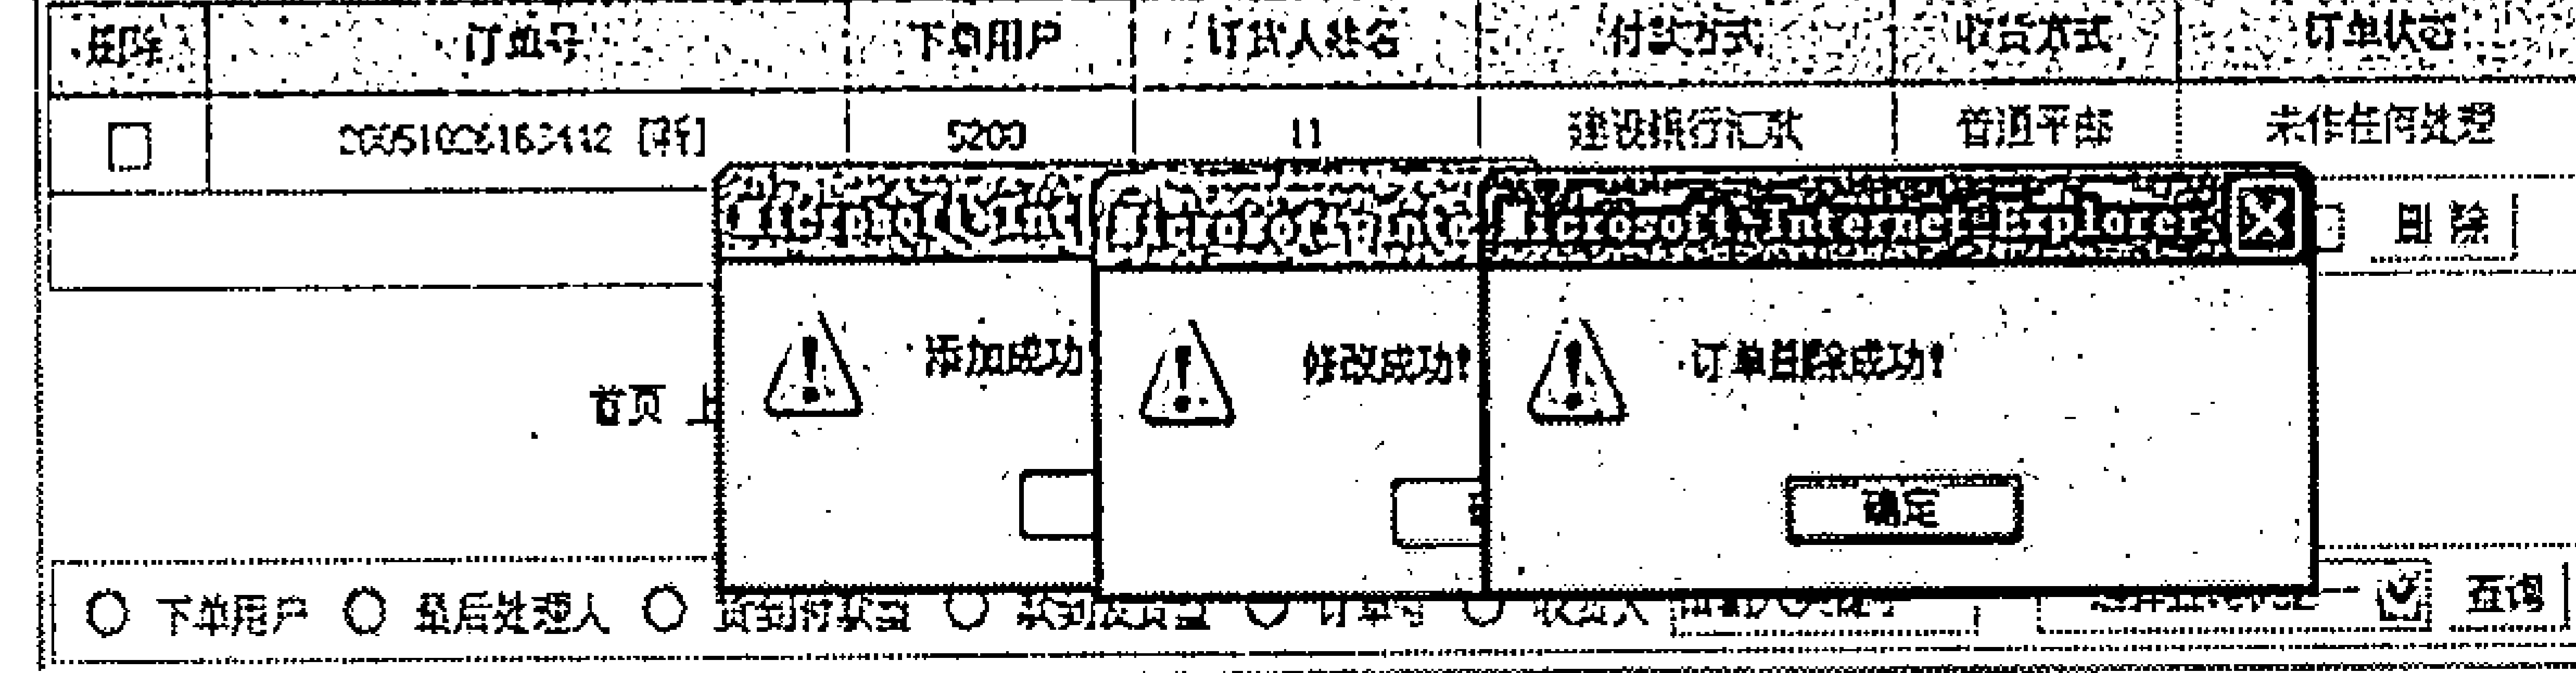 删除 订单号 下单用户 订货人姓名 付款方式 收货方式 订单状态
5200 11 建设银行汇款 普通平邮 未作任何处理
Microsoft Internet Explorer
删 除
添加成功 修改成功! 订单删除成功!
首页 上
确定
下单用户 最后处理人 订单号 收货人 查询